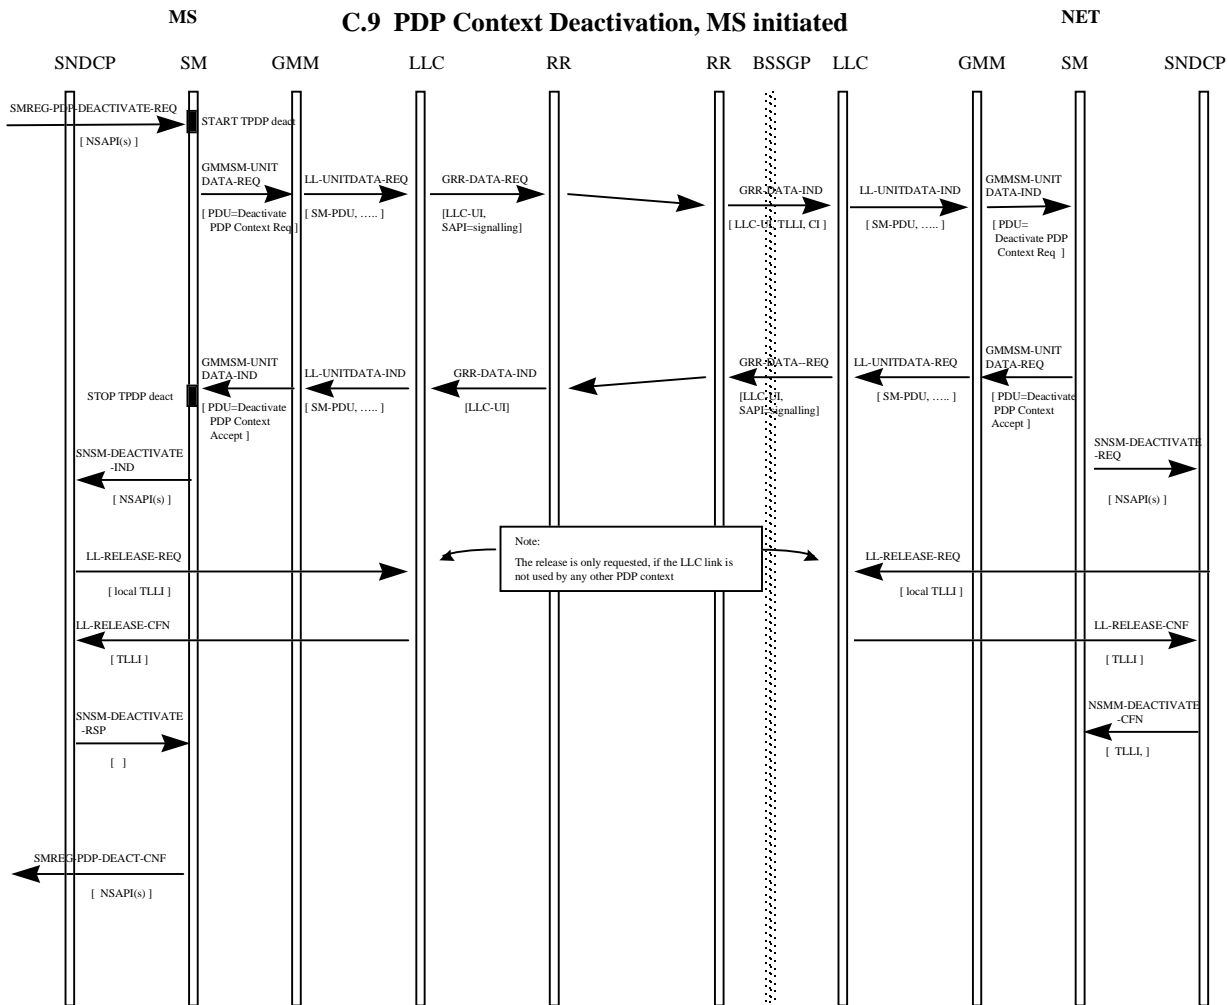 MS
C.9 PDP Context Deactivation, MS initiated
NET
SNDCP SM GMM LLC RR RR BSSGP LLC GMM SM SNDCP
SMREG-PDP-DEACTIVATE-REQ
[ NSAPI(s) ]
START TPDP deact
GMMSM-UNIT
DATA-REQ
[ PDU=Deactivate
PDP Context Req ]
LL-UNITDATA-REQ
[ SM-PDU, ….. ]
GRR-DATA-REQ
[LLC-UI,
SAPI=signalling]
GRR-DATA-IND
[ LLC-UI, TLLI, CI ]
LL-UNITDATA-IND
[ SM-PDU, ….. ]
GMMSM-UNIT
DATA-IND
[ PDU=
Deactivate PDP
Context Req ]
STOP TPDP deact
GMMSM-UNIT
DATA-IND
[ PDU=Deactivate
PDP Context
Accept ]
LL-UNITDATA-IND
[ SM-PDU, ….. ]
GRR-DATA-IND
[LLC-UI]
GRR-DATA--REQ
[LLC-UI,
SAPI=signalling]
LL-UNITDATA-REQ
[ SM-PDU, ….. ]
GMMSM-UNIT
DATA-REQ
[ PDU=Deactivate
PDP Context
Accept ]
SNSM-DEACTIVATE
-IND
[ NSAPI(s) ]
SNSM-DEACTIVATE
-REQ
[ NSAPI(s) ]
Note:
The release is only requested, if the LLC link is
not used by any other PDP context
LL-RELEASE-REQ
[ local TLLI ]
LL-RELEASE-REQ
[ local TLLI ]
LL-RELEASE-CFN
[ TLLI ]
LL-RELEASE-CNF
[ TLLI ]
SNSM-DEACTIVATE
-RSP
[ ]
NSMM-DEACTIVATE
-CFN
[ TLLI, ]
SMREG-PDP-DEACT-CNF
[ NSAPI(s) ]